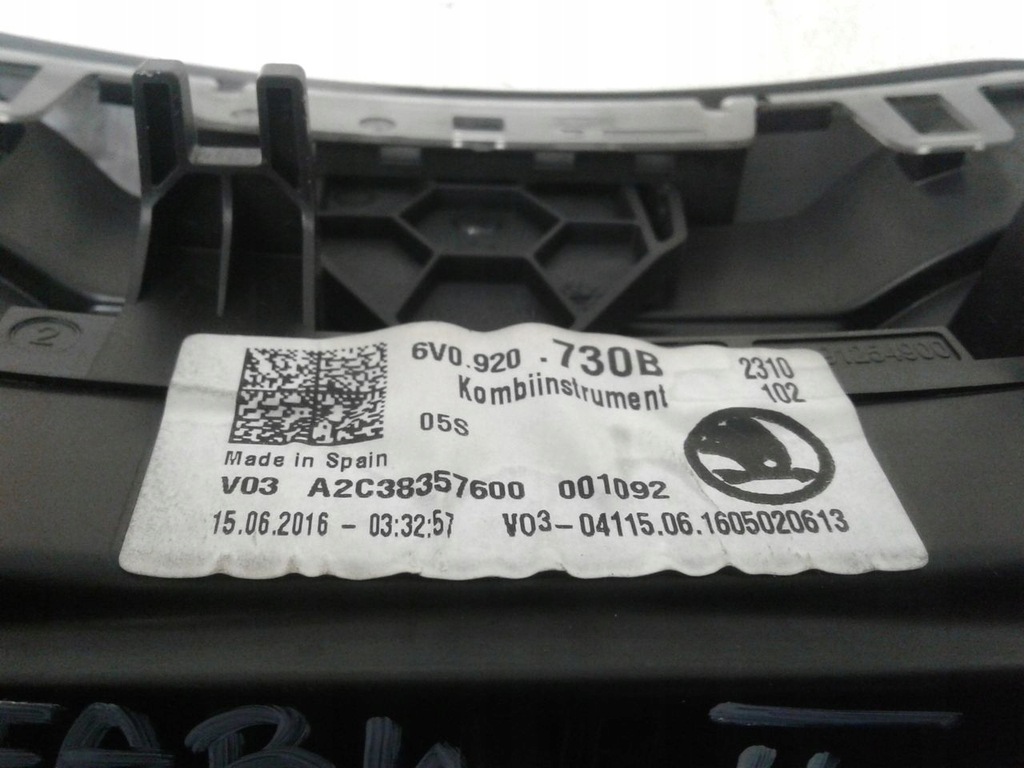 2
6V0.920 .730B 2310
Kombiinstrument 102
05S
Made in Spain
V03 A2C38357600 001092
15.06.2016 - 03:32:57 V03-04115.06.1605020613